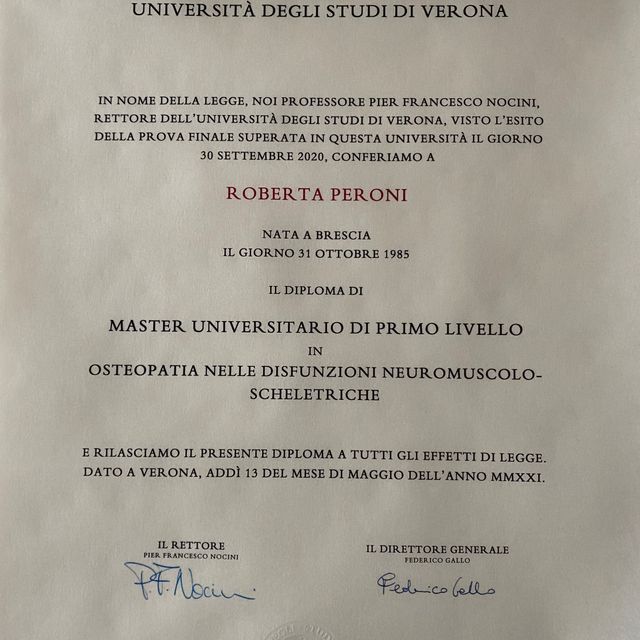 UNIVERSITÀ DEGLI STUDI DI VERONA
IN NOME DELLA LEGGE, NOI PROFESSORE PIER FRANCESCO NOCINI,
RETTORE DELL'UNIVERSITÀ DEGLI STUDI DI VERONA, VISTO L'ESITO
DELLA PROVA FINALE SUPERATA IN QUESTA UNIVERSITÀ IL GIORNO
30 SETTEMBRE 2020, CONFERIAMO A
ROBERTA PERONI
NATA A BRESCIA
IL GIORNO 31 OTTOBRE 1985
IL DIPLOMA DI
MASTER UNIVERSITARIO DI PRIMO LIVELLO
IN
OSTEOPATIA NELLE DISFUNZIONI NEUROMUSCOLO-
SCHELETRICHE
E RILASCIAMO IL PRESENTE DIPLOMA A TUTTI GLI EFFETTI DI LEGGE.
DATO A VERONA, ADDÌ 13 DEL MESE DI MAGGIO DELL'ANNO MMXXI.
IL RETTORE
PIER FRANCESCO NOCINI
P.F. Nocini
IL DIRETTORE GENERALE
FEDERICO GALLO
Federico Gallo